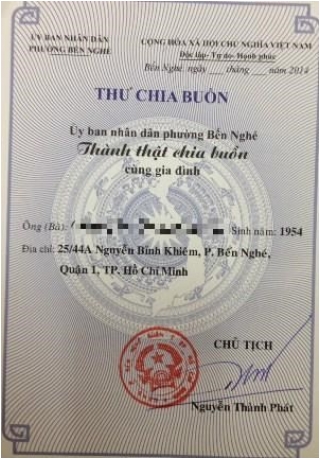 ỦY BAN NHÂN DÂN
PHƯỜNG BẾN NGHÉ
CỘNG HÒA XÃ HỘI CHỦ NGHĨA VIỆT NAM
Độc lập - Tự do - Hạnh phúc
Bến Nghé, ngày ___ tháng ___ năm 2014
THƯ CHIA BUỒN
Ủy ban nhân dân phường Bến Nghé
Thành thật chia buồn
cùng gia đình
Ông (Bà): Sinh năm: 1954
Địa chỉ: 25/44A Nguyễn Bỉnh Khiêm, P. Bến Nghé,
Quận 1, TP. Hồ Chí Minh
CHỦ TỊCH
Nguyễn Thành Phát